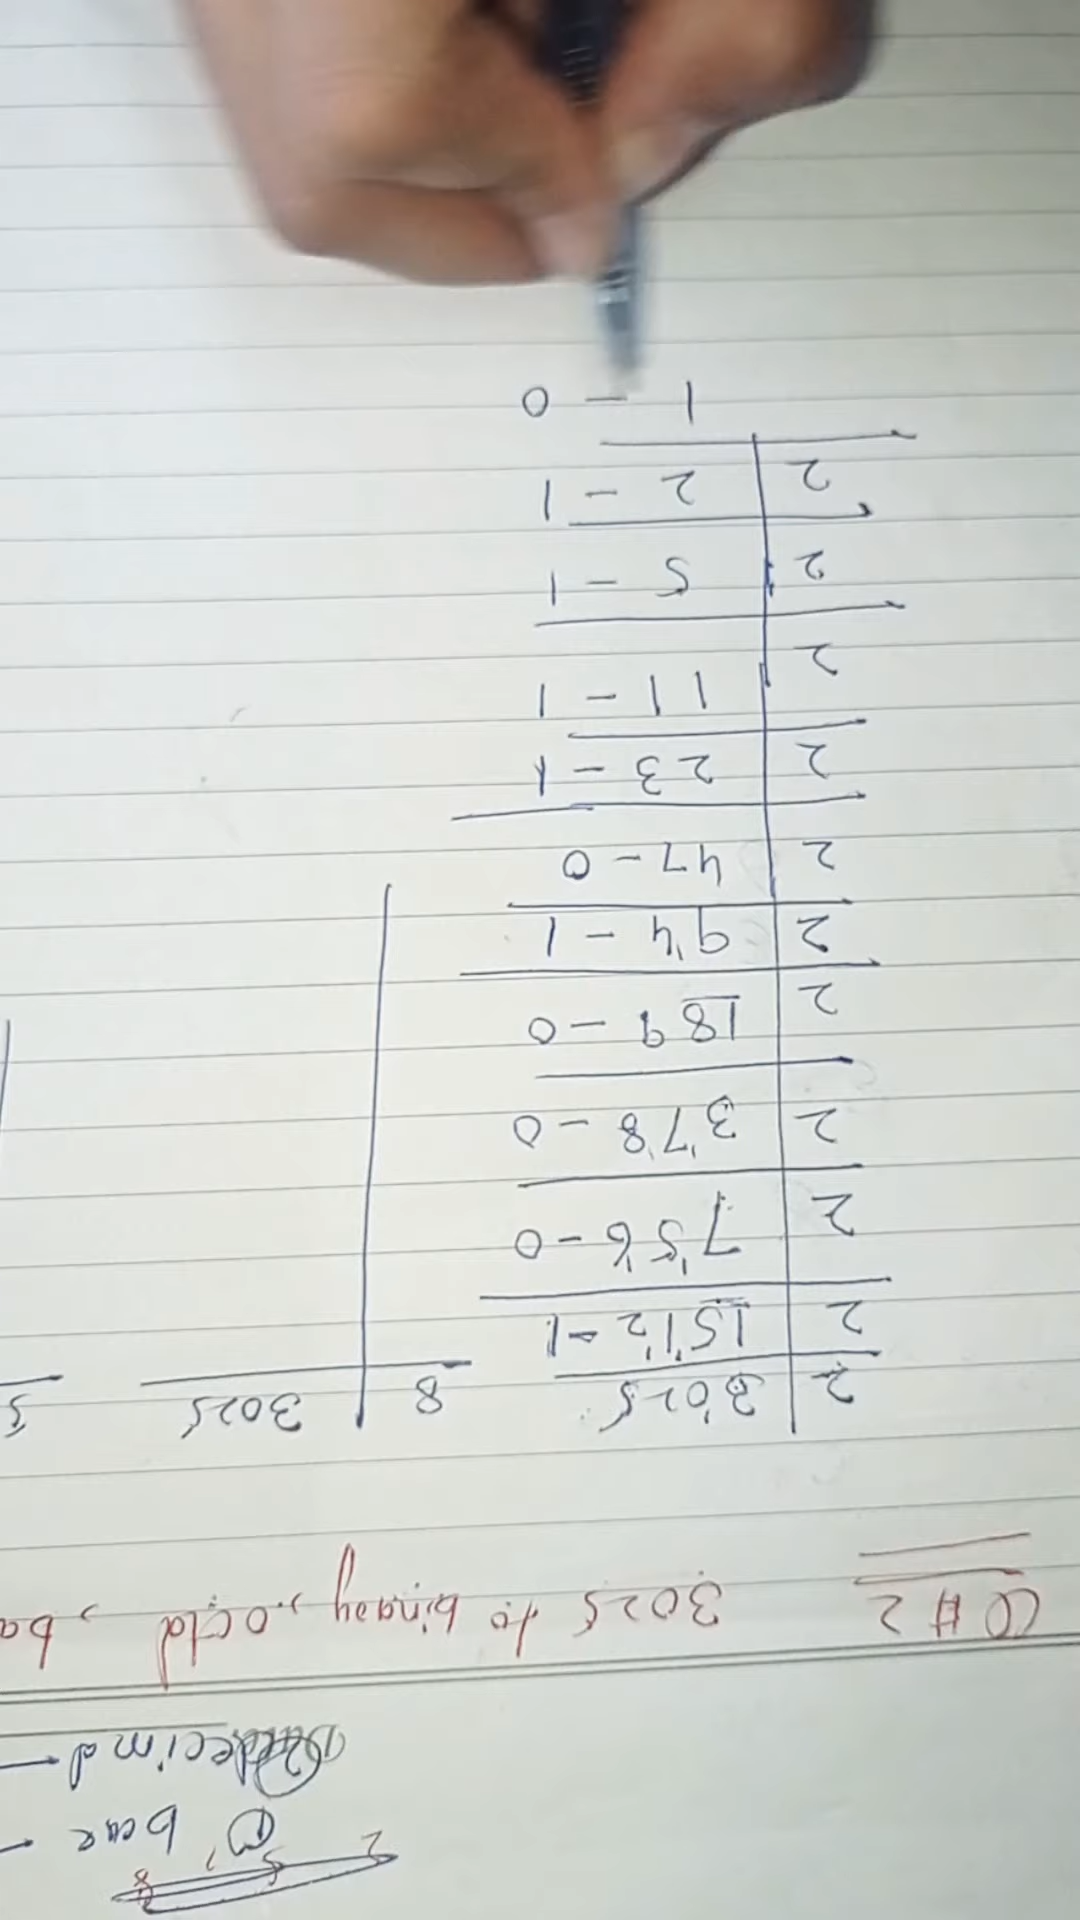 2
base -
decimal -
Q # 2 3025 to binary, octal, ba
2 3025 8 3025
2 1512 - 1
2 756 - 0
2 378 - 0
2 189 - 0
2 94 - 1
2 47 - 0
2 23 - 1
2 11 - 1
2 5 - 1
2 2 - 1
1 - 0